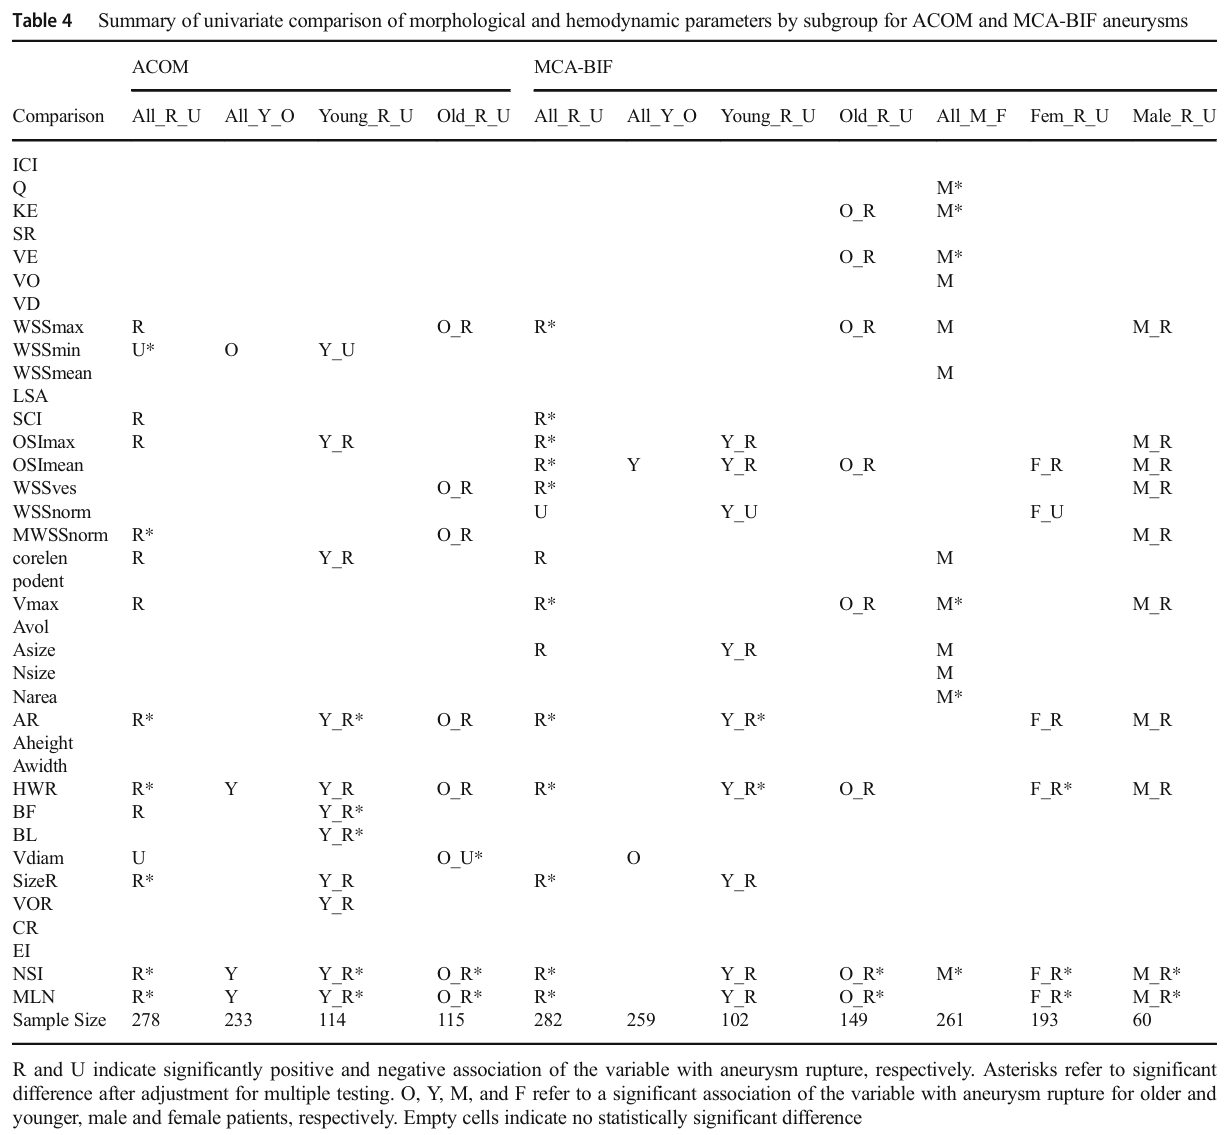 Table 4 Summary of univariate comparison of morphological and hemodynamic parameters by subgroup for ACOM and MCA-BIF aneurysms
ACOM MCA-BIF
Comparison All_R_U All_Y_O Young_R_U Old_R_U All_R_U All_Y_O Young_R_U Old_R_U All_M_F Fem_R_U Male_R_U
ICI
Q M*
KE O_R M*
SR
VE O_R M*
VO M
VD
WSSmax R O_R R* O_R M M_R
WSSmin U* O Y_U
WSSmean M
LSA
SCI R R*
OSImax R Y_R R* Y_R M_R
OSImean R* Y Y_R O_R F_R M_R
WSSves O_R R* M_R
WSSnorm U Y_U F_U
MWSSnorm R* O_R M_R
corelen R Y_R R M
podent
Vmax R R* O_R M* M_R
Avol
Asize R Y_R M
Nsize M
Narea M*
AR R* Y_R* O_R R* Y_R* F_R M_R
Aheight
Awidth
HWR R* Y Y_R O_R R* Y_R* O_R F_R* M_R
BF R Y_R*
BL Y_R*
Vdiam U O_U* O
SizeR R* Y_R R* Y_R
VOR Y_R
CR
EI
NSI R* Y Y_R* O_R* R* Y_R O_R* M* F_R* M_R*
MLN R* Y Y_R* O_R* R* Y_R O_R* F_R* M_R*
Sample Size 278 233 114 115 282 259 102 149 261 193 60
R and U indicate significantly positive and negative association of the variable with aneurysm rupture, respectively. Asterisks refer to significant
difference after adjustment for multiple testing. O, Y, M, and F refer to a significant association of the variable with aneurysm rupture for older and
younger, male and female patients, respectively. Empty cells indicate no statistically significant difference